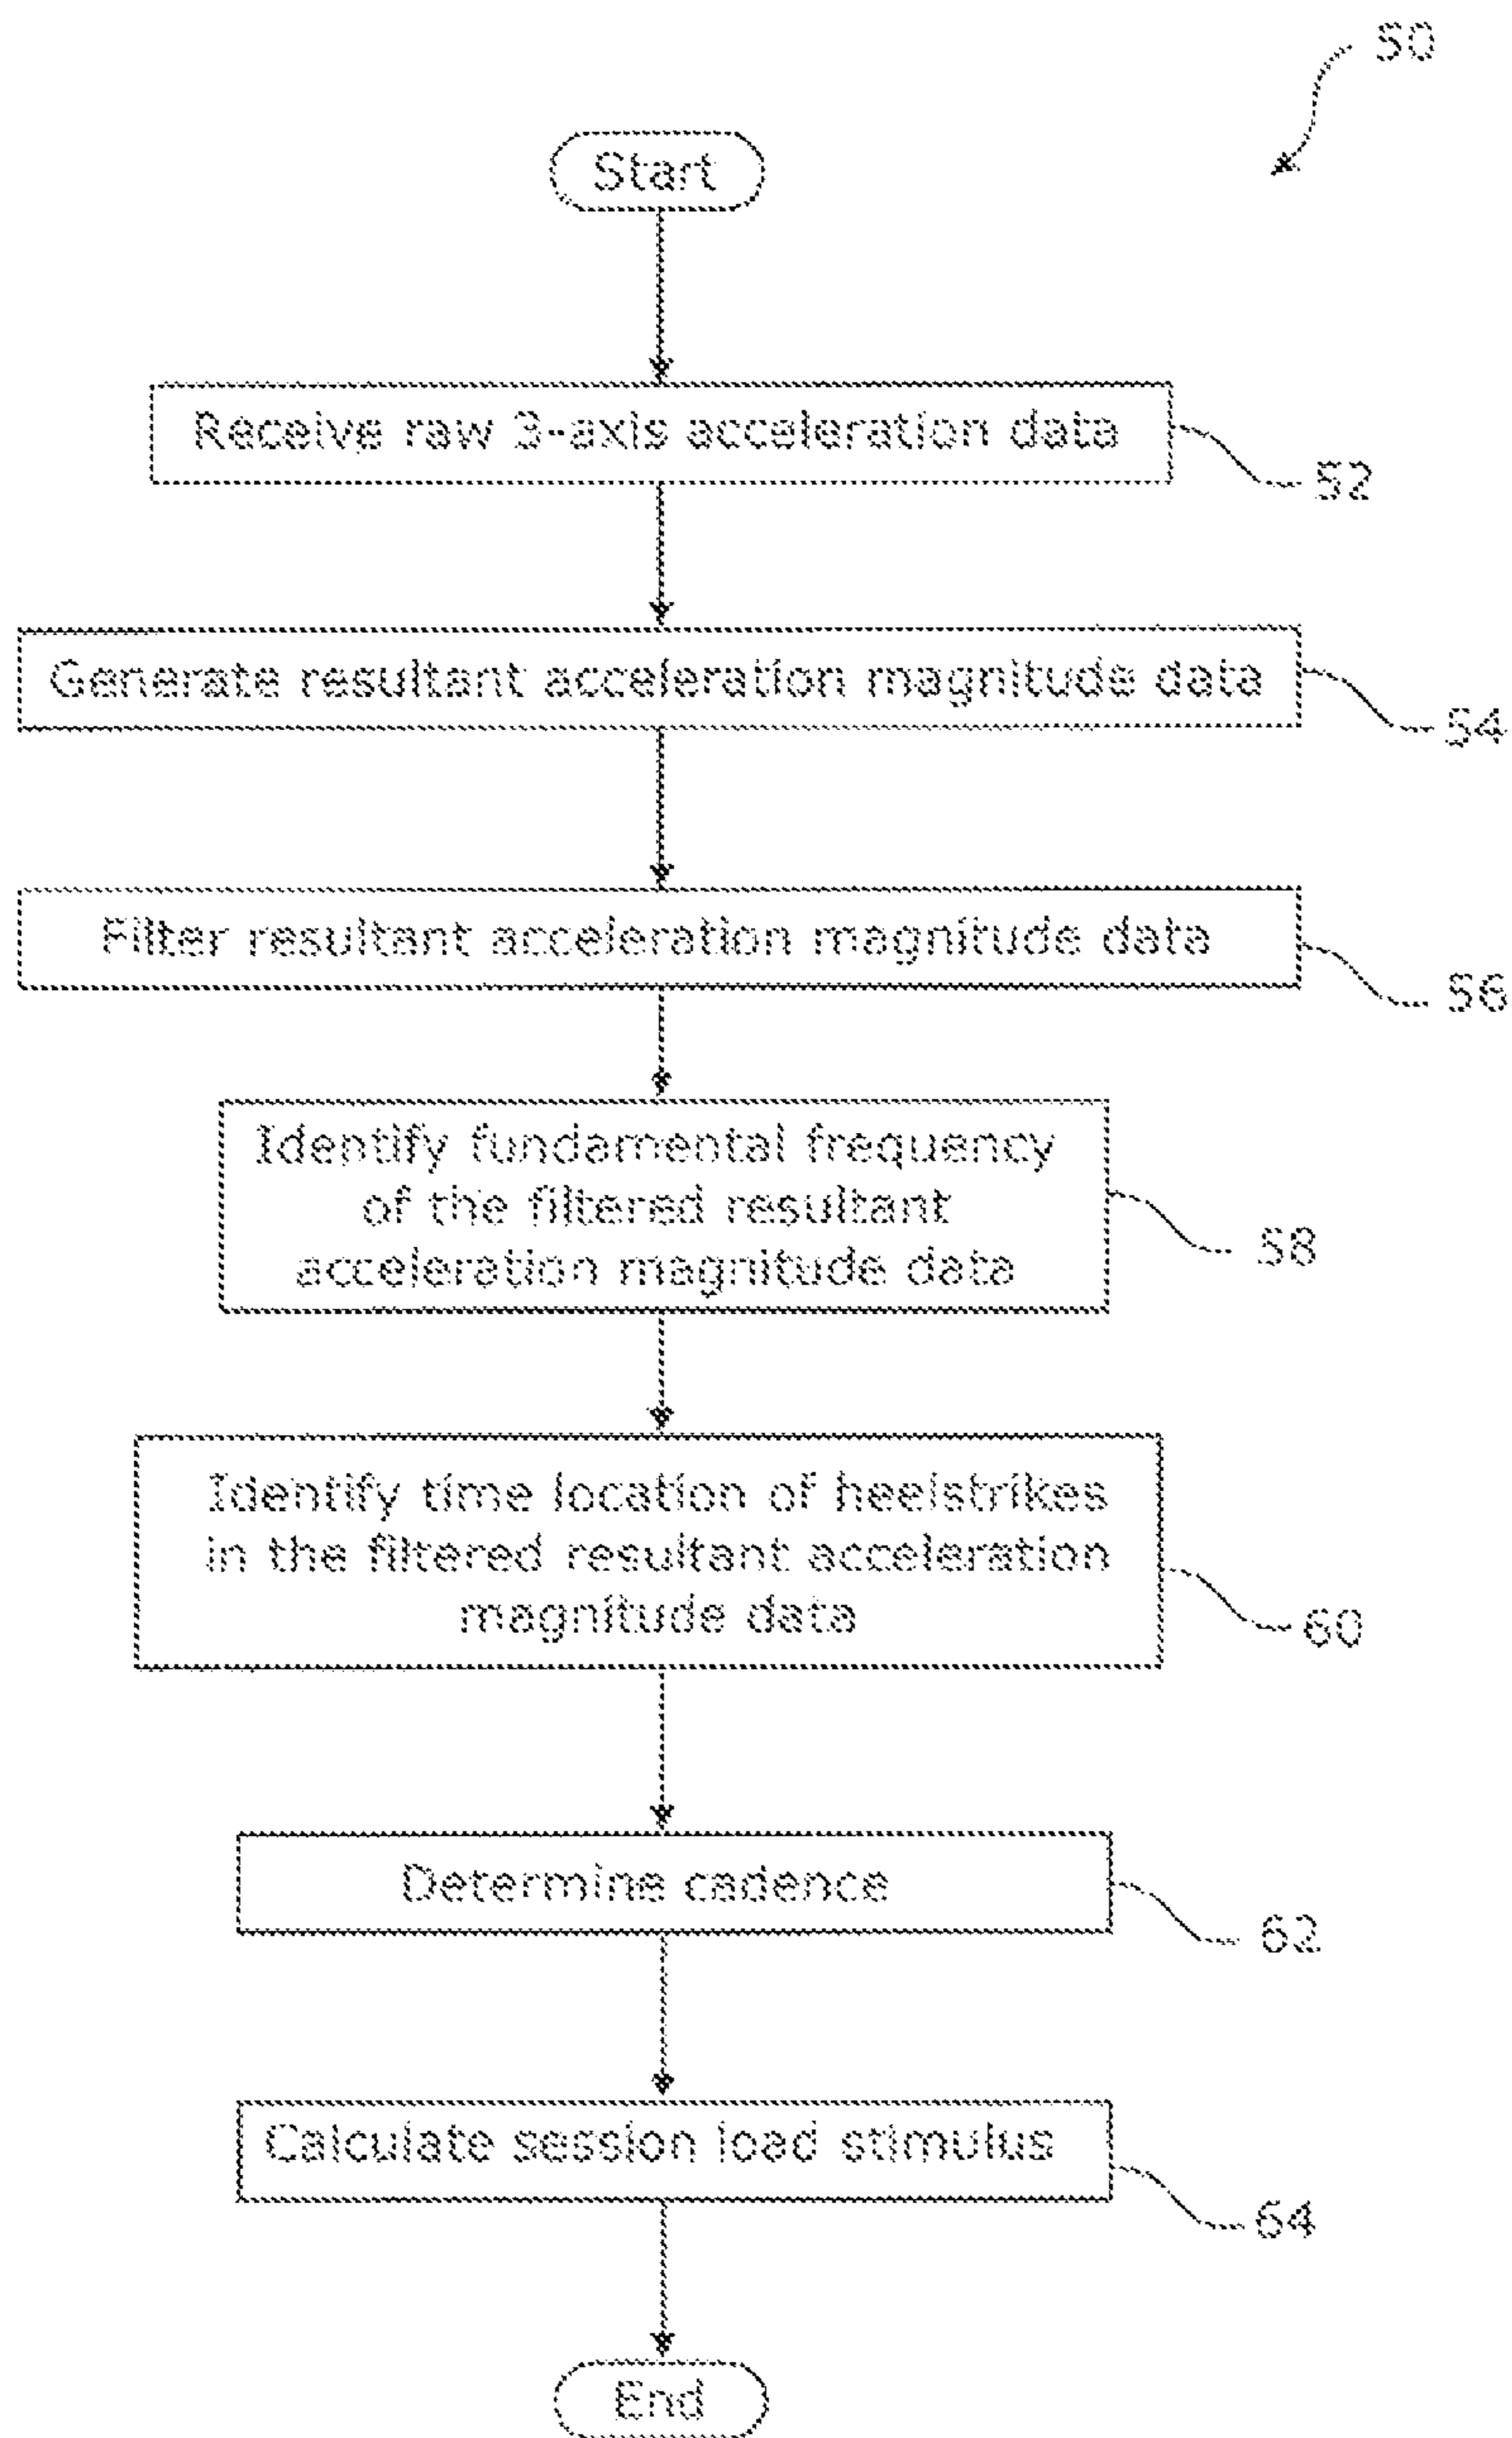 50
Start
Receive raw 3-axis acceleration data
52
Generate resultant acceleration magnitude data
54
Filter resultant acceleration magnitude data
56
Identify fundamental frequency
of the filtered resultant
acceleration magnitude data
58
Identify time location of heelstrikes
in the filtered resultant acceleration
magnitude data
60
Determine cadence
62
Calculate session load stimulus
64
End